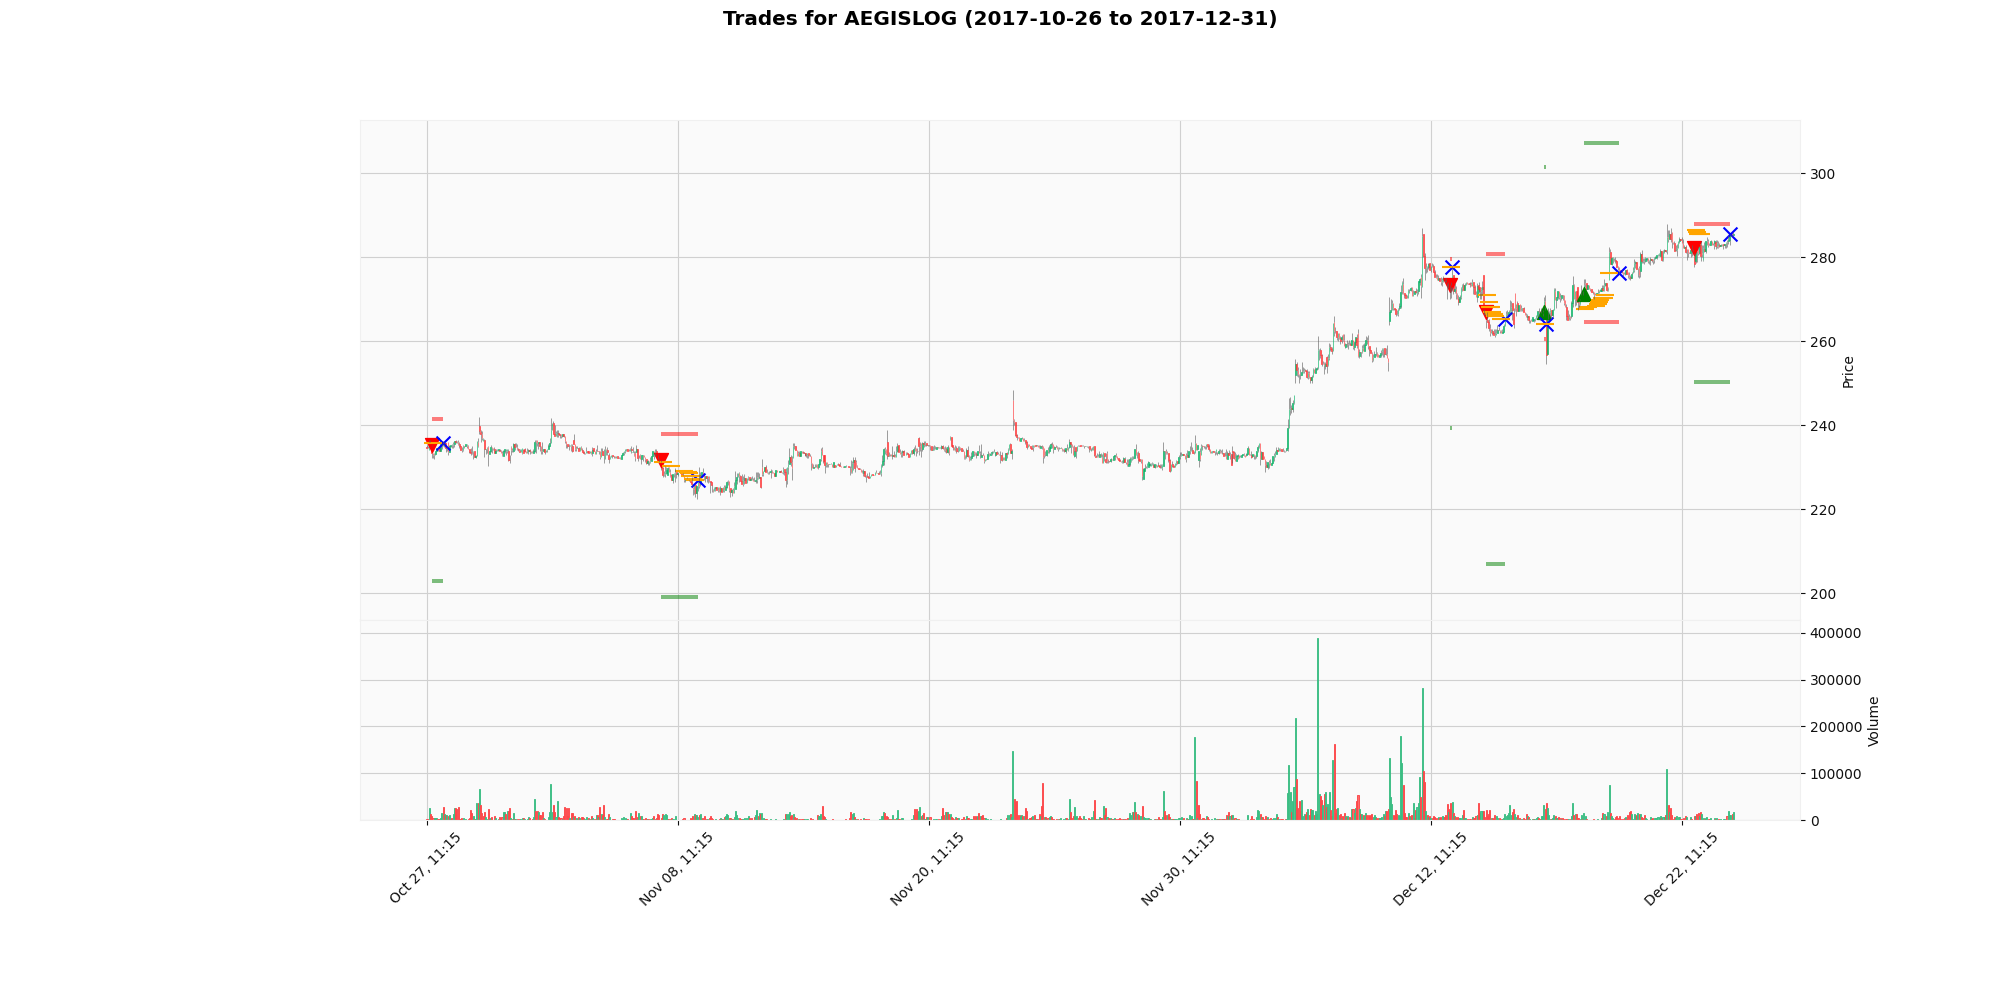 Trades for AEGISLOG (2017-10-26 to 2017-12-31)
300
280
260
240
220
200
Price
400000
300000
200000
100000
0
Volume
Oct 27, 11:15
Nov 08, 11:15
Nov 20, 11:15
Nov 30, 11:15
Dec 12, 11:15
Dec 22, 11:15